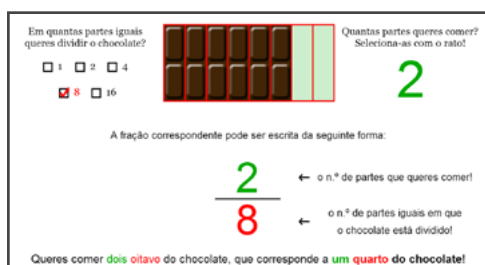 Em quantas partes iguais
queres dividir o chocolate?
1 2 4
8 16
Quantas partes queres comer?
Seleciona-as com o rato!
2
A fração correspondente pode ser escrita da seguinte forma:
2 ← o n.º de partes que queres comer!
8 ← o n.º de partes iguais em que
o chocolate está dividido!
Queres comer dois oitavo do chocolate, que corresponde a um quarto do chocolate!